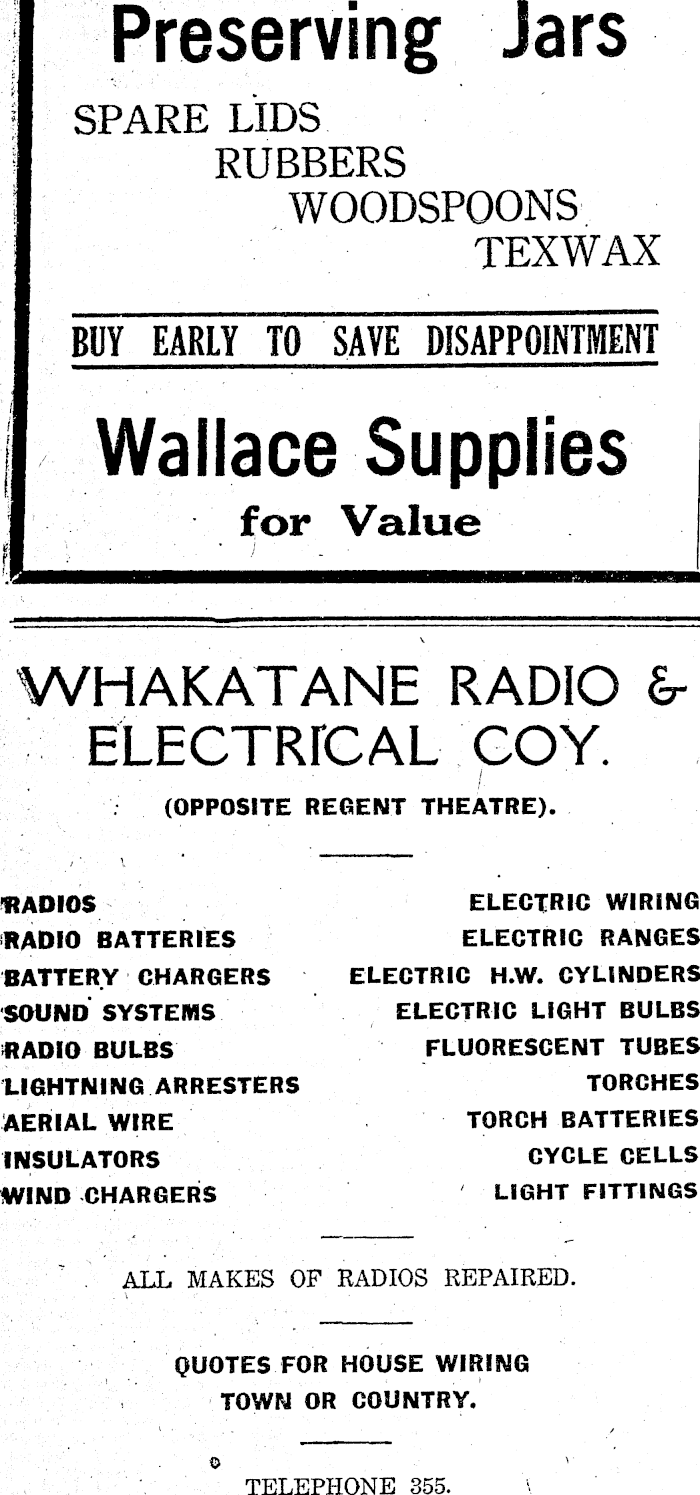 Preserving Jars
SPARE LIDS
RUBBERS
WOODSPOONS
TEXWAX
BUY EARLY TO SAVE DISAPPOINTMENT
Wallace Supplies
for Value
WHAKATANE RADIO &
ELECTRICAL COY.
(OPPOSITE REGENT THEATRE).
RADIOS ELECTRIC WIRING
RADIO BATTERIES ELECTRIC RANGES
BATTERY CHARGERS ELECTRIC H.W. CYLINDERS
SOUND SYSTEMS ELECTRIC LIGHT BULBS
RADIO BULBS FLUORESCENT TUBES
LIGHTNING ARRESTERS TORCHES
AERIAL WIRE TORCH BATTERIES
INSULATORS CYCLE CELLS
WIND CHARGERS LIGHT FITTINGS
ALL MAKES OF RADIOS REPAIRED.
QUOTES FOR HOUSE WIRING
TOWN OR COUNTRY.
TELEPHONE 355.